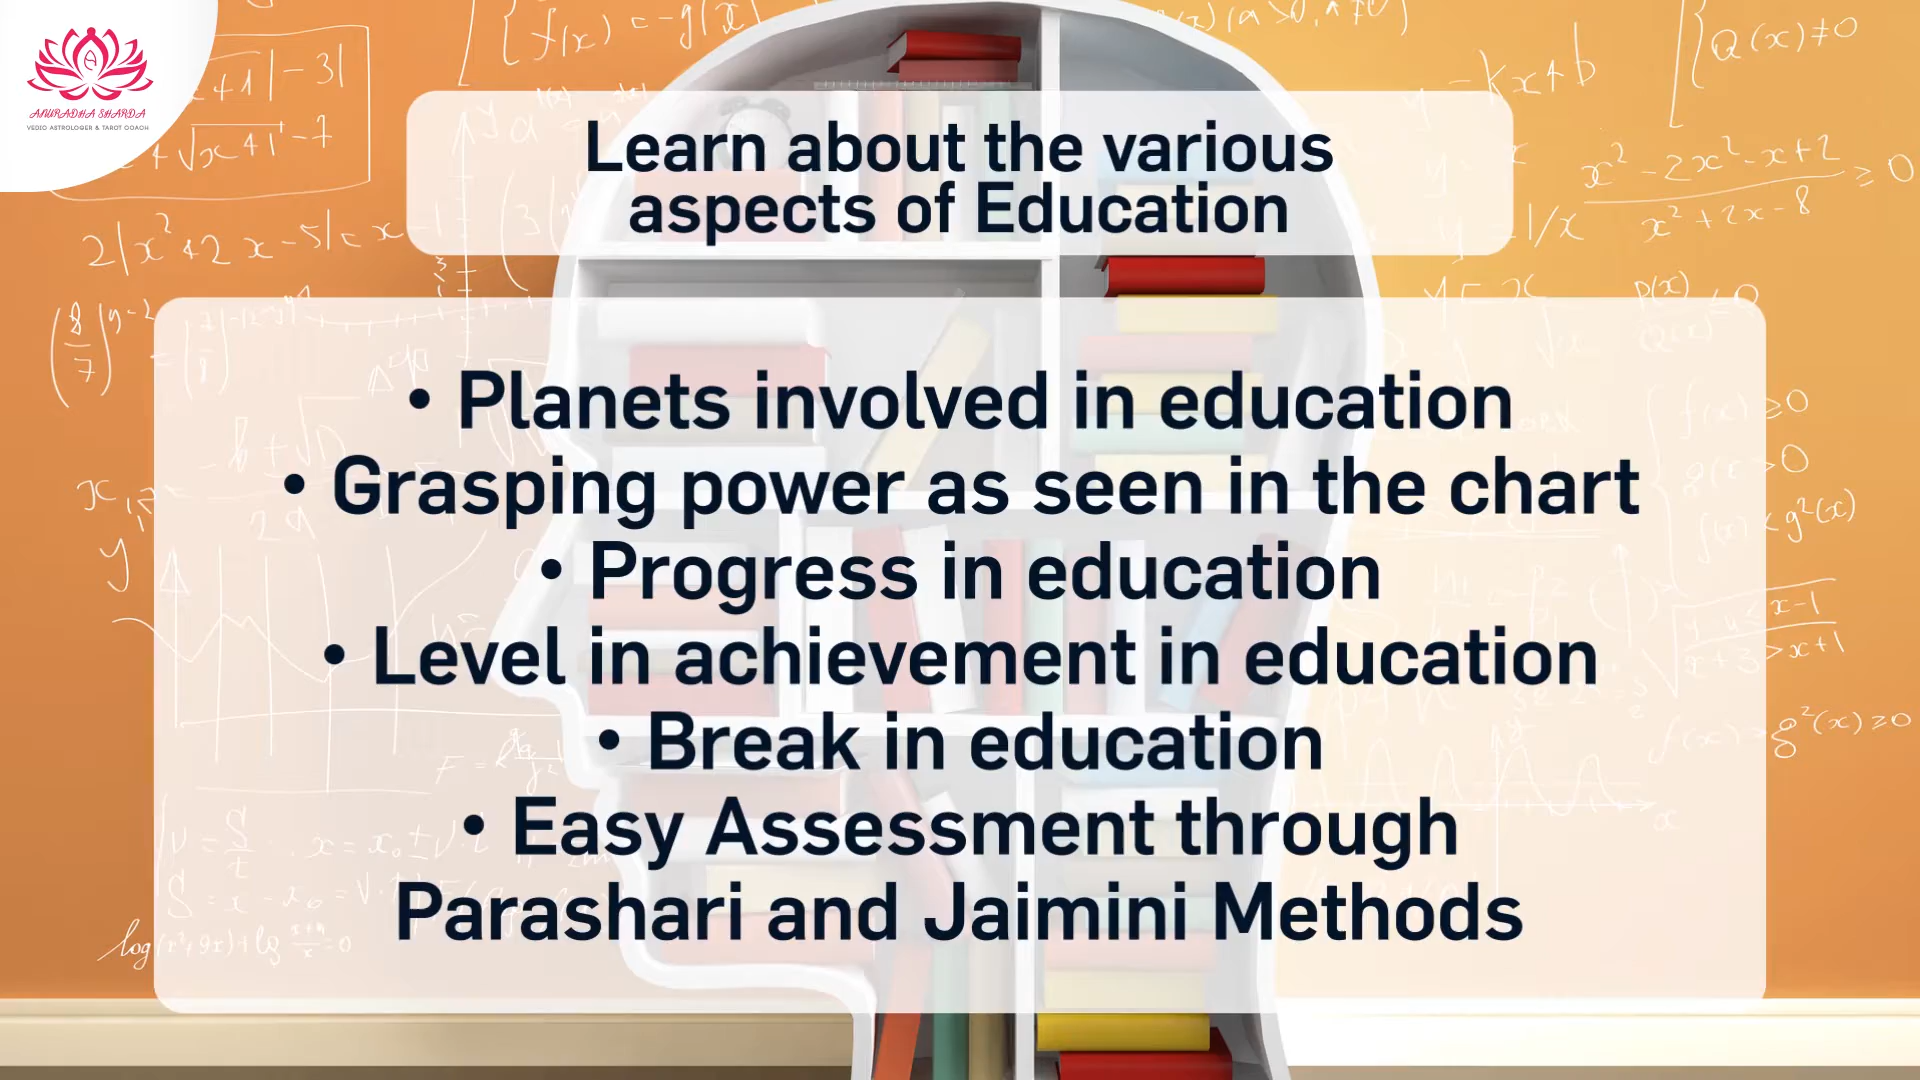 ANURADHA SHARDA
VEDIC ASTROLOGER & TAROT COACH
Learn about the various
aspects of Education
• Planets involved in education
• Grasping power as seen in the chart
• Progress in education
• Level in achievement in education
• Break in education
• Easy Assessment through
Parashari and Jaimini Methods